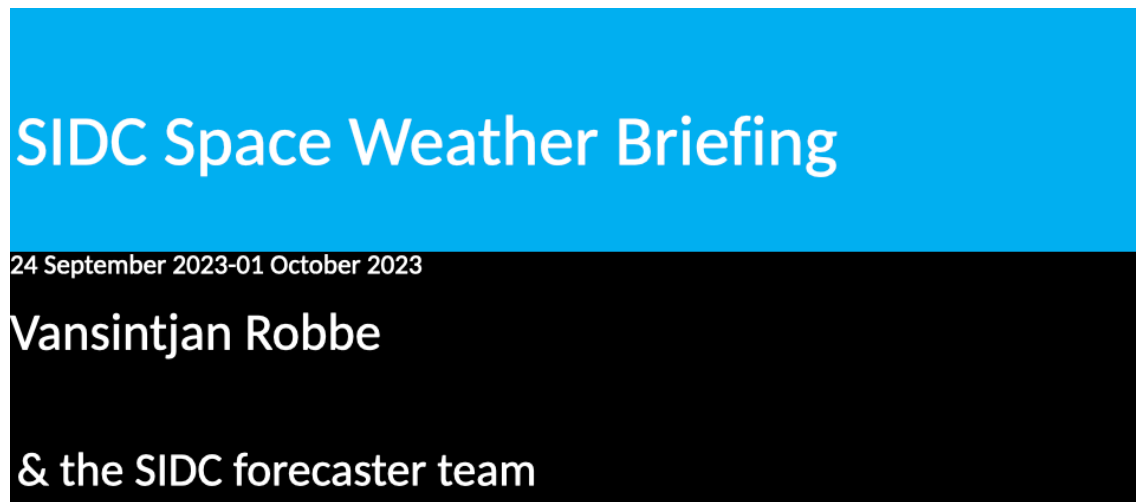 SIDC Space Weather Briefing
24 September 2023-01 October 2023
Vansintjan Robbe
& the SIDC forecaster team